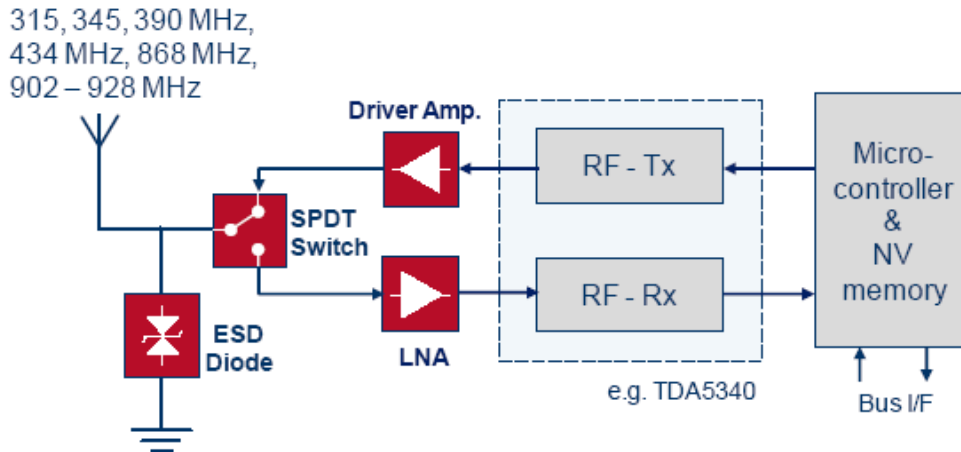 315, 345, 390 MHz,
434 MHz, 868 MHz,
902 – 928 MHz
Driver Amp.
RF - Tx
Micro-
controller
&
NV
memory
SPDT
Switch
RF - Rx
ESD
Diode
LNA
e.g. TDA5340
Bus I/F